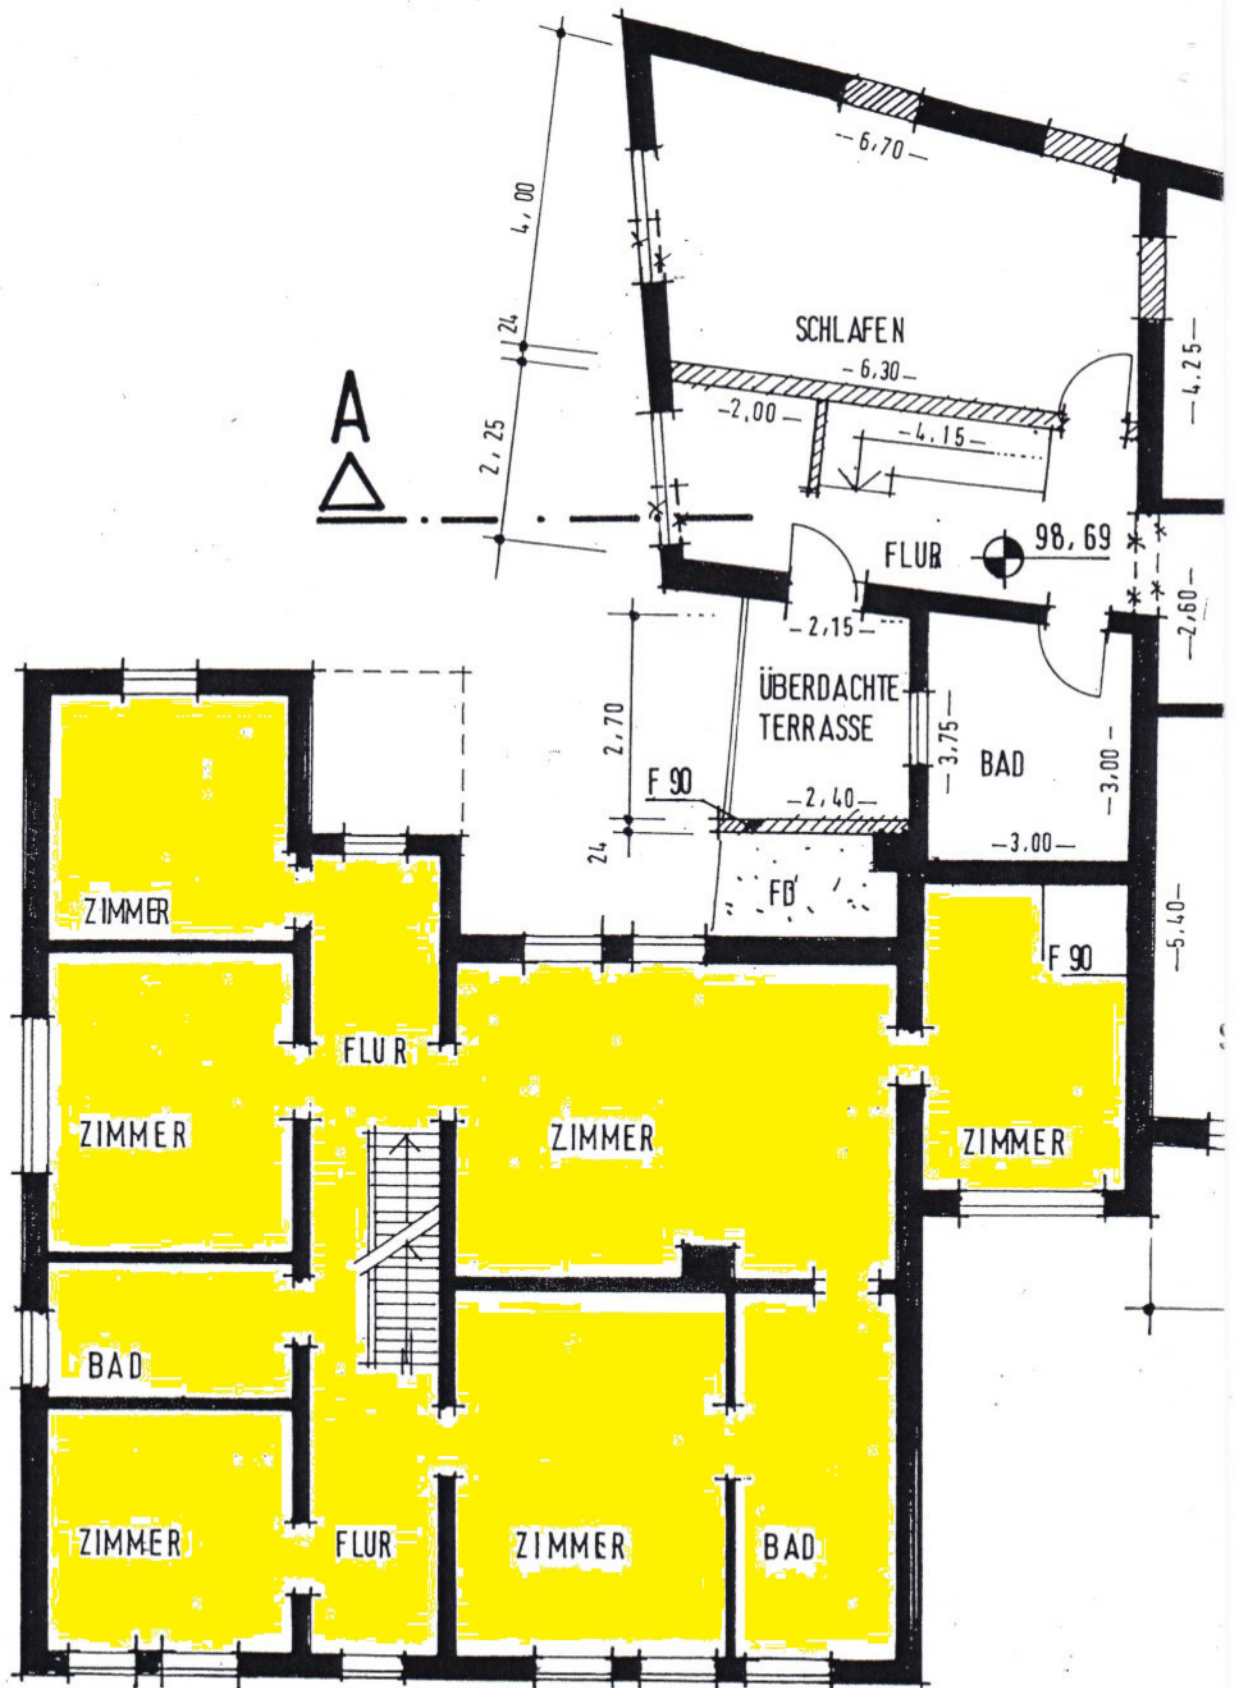 –6,70–
4,00
SCHLAFEN
24
–6,30–
–4.25–
A
–2,00–
–4.15–
2,25
FLUR
98,69
–2,15–
–2,60–
ÜBERDACHTE
TERRASSE
2,70
–3,75–
BAD
–3,00–
F 90
–2,40–
24
–3,00–
FD
ZIMMER
–5.40–
F 90
FLUR
ZIMMER
ZIMMER
ZIMMER
BAD
ZIMMER
FLUR
ZIMMER
BAD